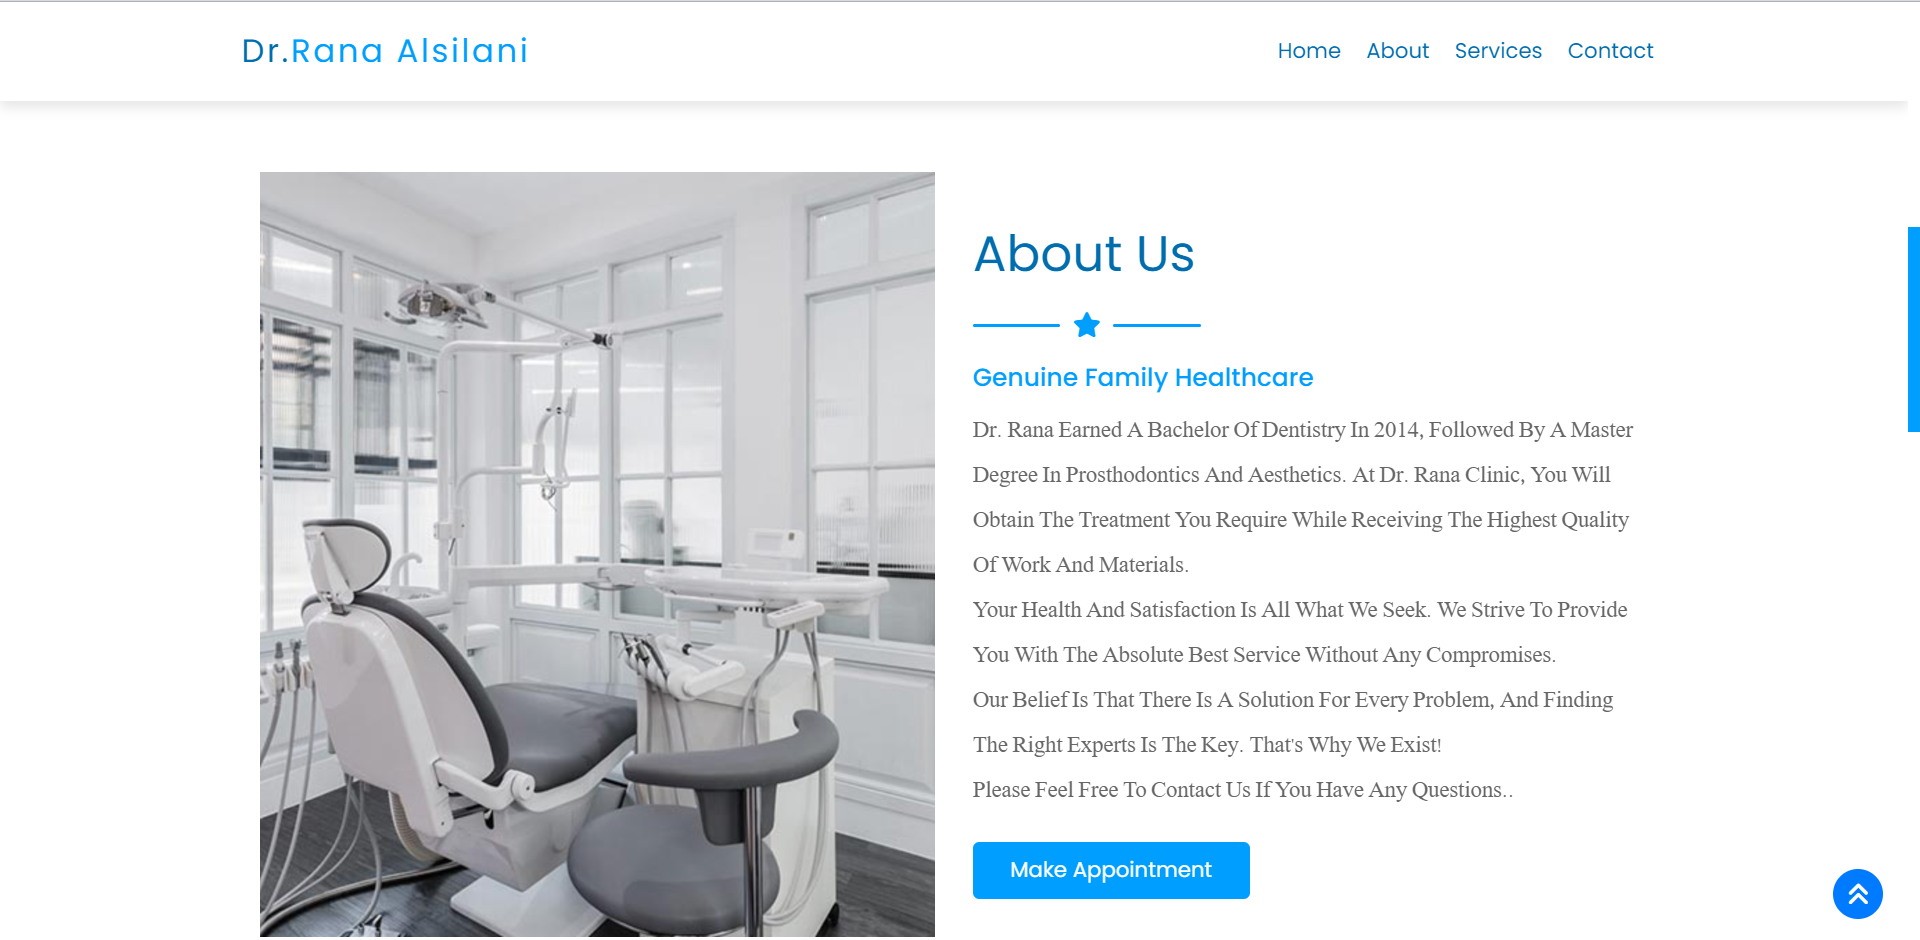 Dr.Rana Alsilani
Home About Services Contact
About Us
Genuine Family Healthcare
Dr. Rana Earned A Bachelor Of Dentistry In 2014, Followed By A Master
Degree In Prosthodontics And Aesthetics. At Dr. Rana Clinic, You Will
Obtain The Treatment You Require While Receiving The Highest Quality
Of Work And Materials.
Your Health And Satisfaction Is All What We Seek. We Strive To Provide
You With The Absolute Best Service Without Any Compromises.
Our Belief Is That There Is A Solution For Every Problem, And Finding
The Right Experts Is The Key. That's Why We Exist!
Please Feel Free To Contact Us If You Have Any Questions..
Make Appointment